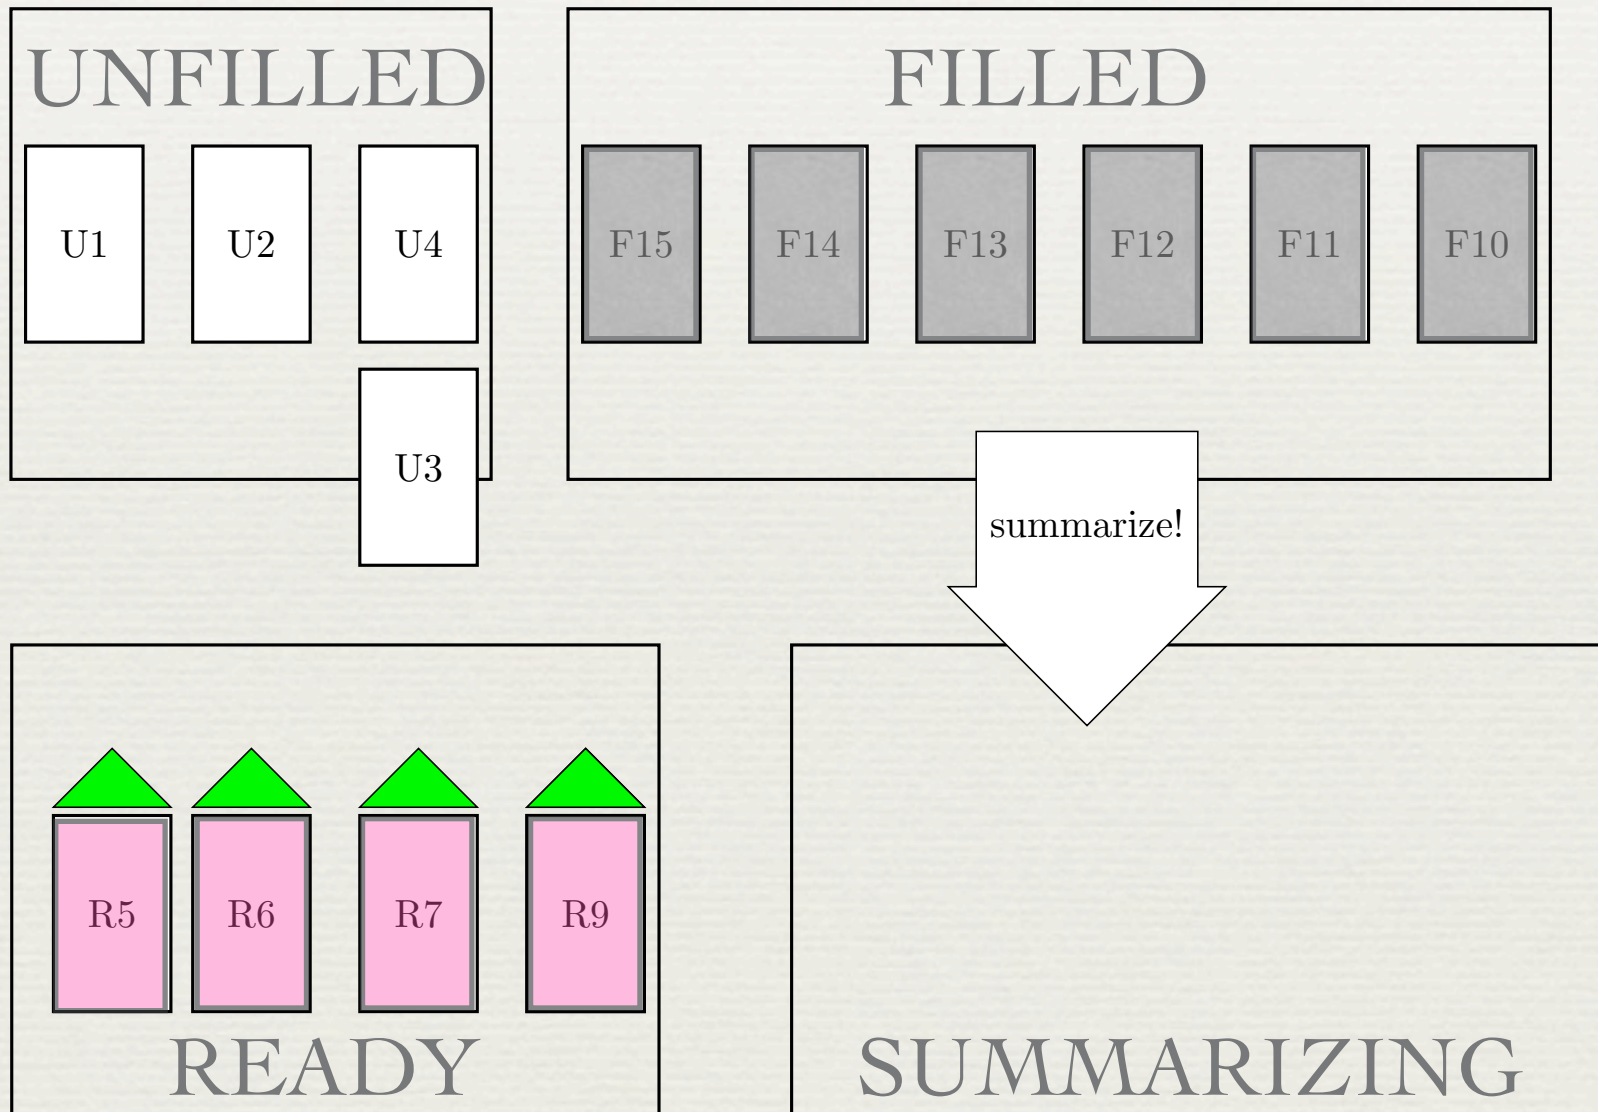 UNFILLED
FILLED
U1 U2 U4
F15 F14 F13 F12 F11 F10
U3
summarize!
R5 R6 R7 R9
READY
SUMMARIZING